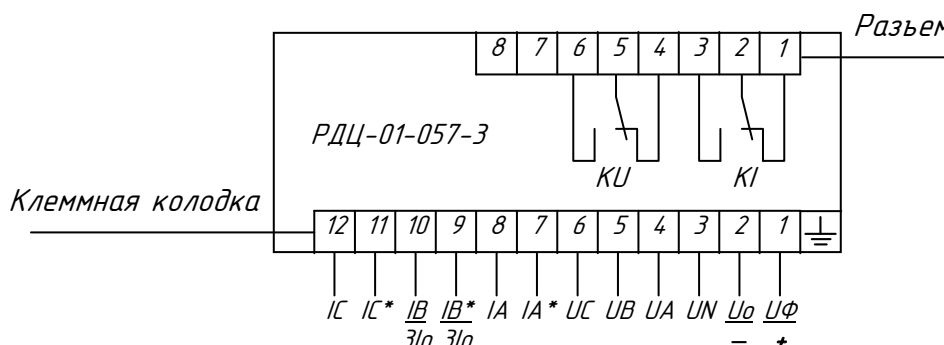 Разъем
8 7 6 5 4 3 2 1
РДЦ-01-057-3
KU KI
Клеммная колодка
12 11 10 9 8 7 6 5 4 3 2 1
IC IC* IB IB* IA IA* UC UB UA UN Uo UФ
3Io 3Io - +